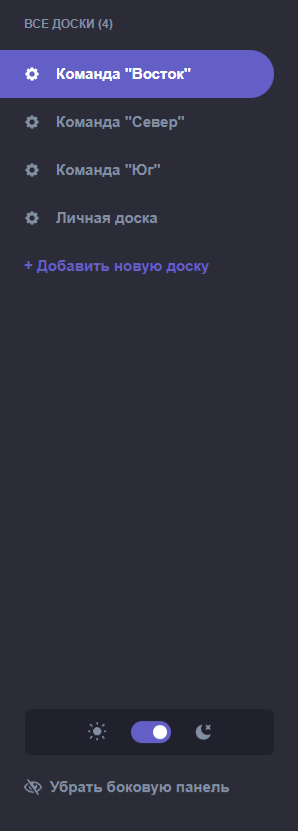 ВСЕ ДОСКИ (4)
Команда "Восток"
Команда "Север"
Команда "Юг"
Личная доска
+ Добавить новую доску
Убрать боковую панель